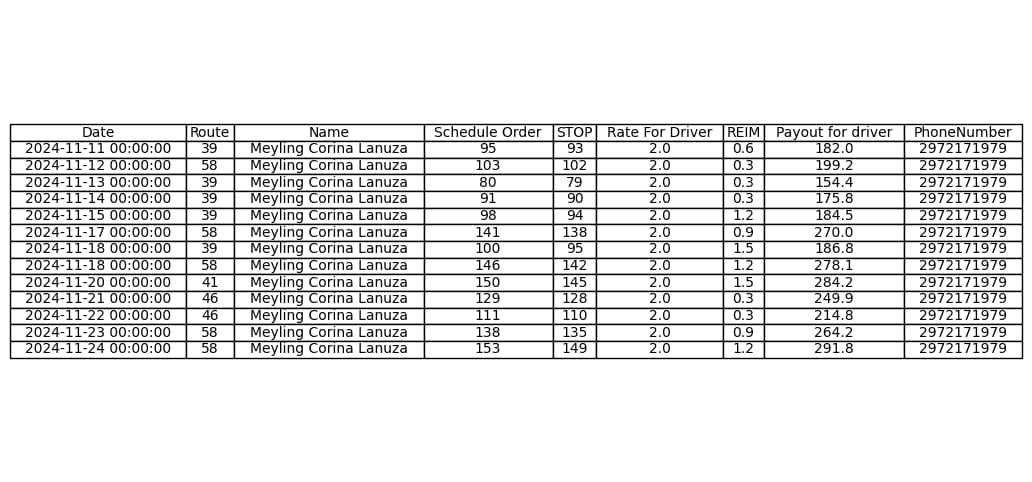 Date Route Name Schedule Order STOP Rate For Driver REIM Payout for driver PhoneNumber
2024-11-11 00:00:00 39 Meyling Corina Lanuza 95 93 2.0 0.6 182.0 2972171979
2024-11-12 00:00:00 58 Meyling Corina Lanuza 103 102 2.0 0.3 199.2 2972171979
2024-11-13 00:00:00 39 Meyling Corina Lanuza 80 79 2.0 0.3 154.4 2972171979
2024-11-14 00:00:00 39 Meyling Corina Lanuza 91 90 2.0 0.3 175.8 2972171979
2024-11-15 00:00:00 39 Meyling Corina Lanuza 98 94 2.0 1.2 184.5 2972171979
2024-11-17 00:00:00 58 Meyling Corina Lanuza 141 138 2.0 0.9 270.0 2972171979
2024-11-18 00:00:00 39 Meyling Corina Lanuza 100 95 2.0 1.5 186.8 2972171979
2024-11-18 00:00:00 58 Meyling Corina Lanuza 146 142 2.0 1.2 278.1 2972171979
2024-11-20 00:00:00 41 Meyling Corina Lanuza 150 145 2.0 1.5 284.2 2972171979
2024-11-21 00:00:00 46 Meyling Corina Lanuza 129 128 2.0 0.3 249.9 2972171979
2024-11-22 00:00:00 46 Meyling Corina Lanuza 111 110 2.0 0.3 214.8 2972171979
2024-11-23 00:00:00 58 Meyling Corina Lanuza 138 135 2.0 0.9 264.2 2972171979
2024-11-24 00:00:00 58 Meyling Corina Lanuza 153 149 2.0 1.2 291.8 2972171979